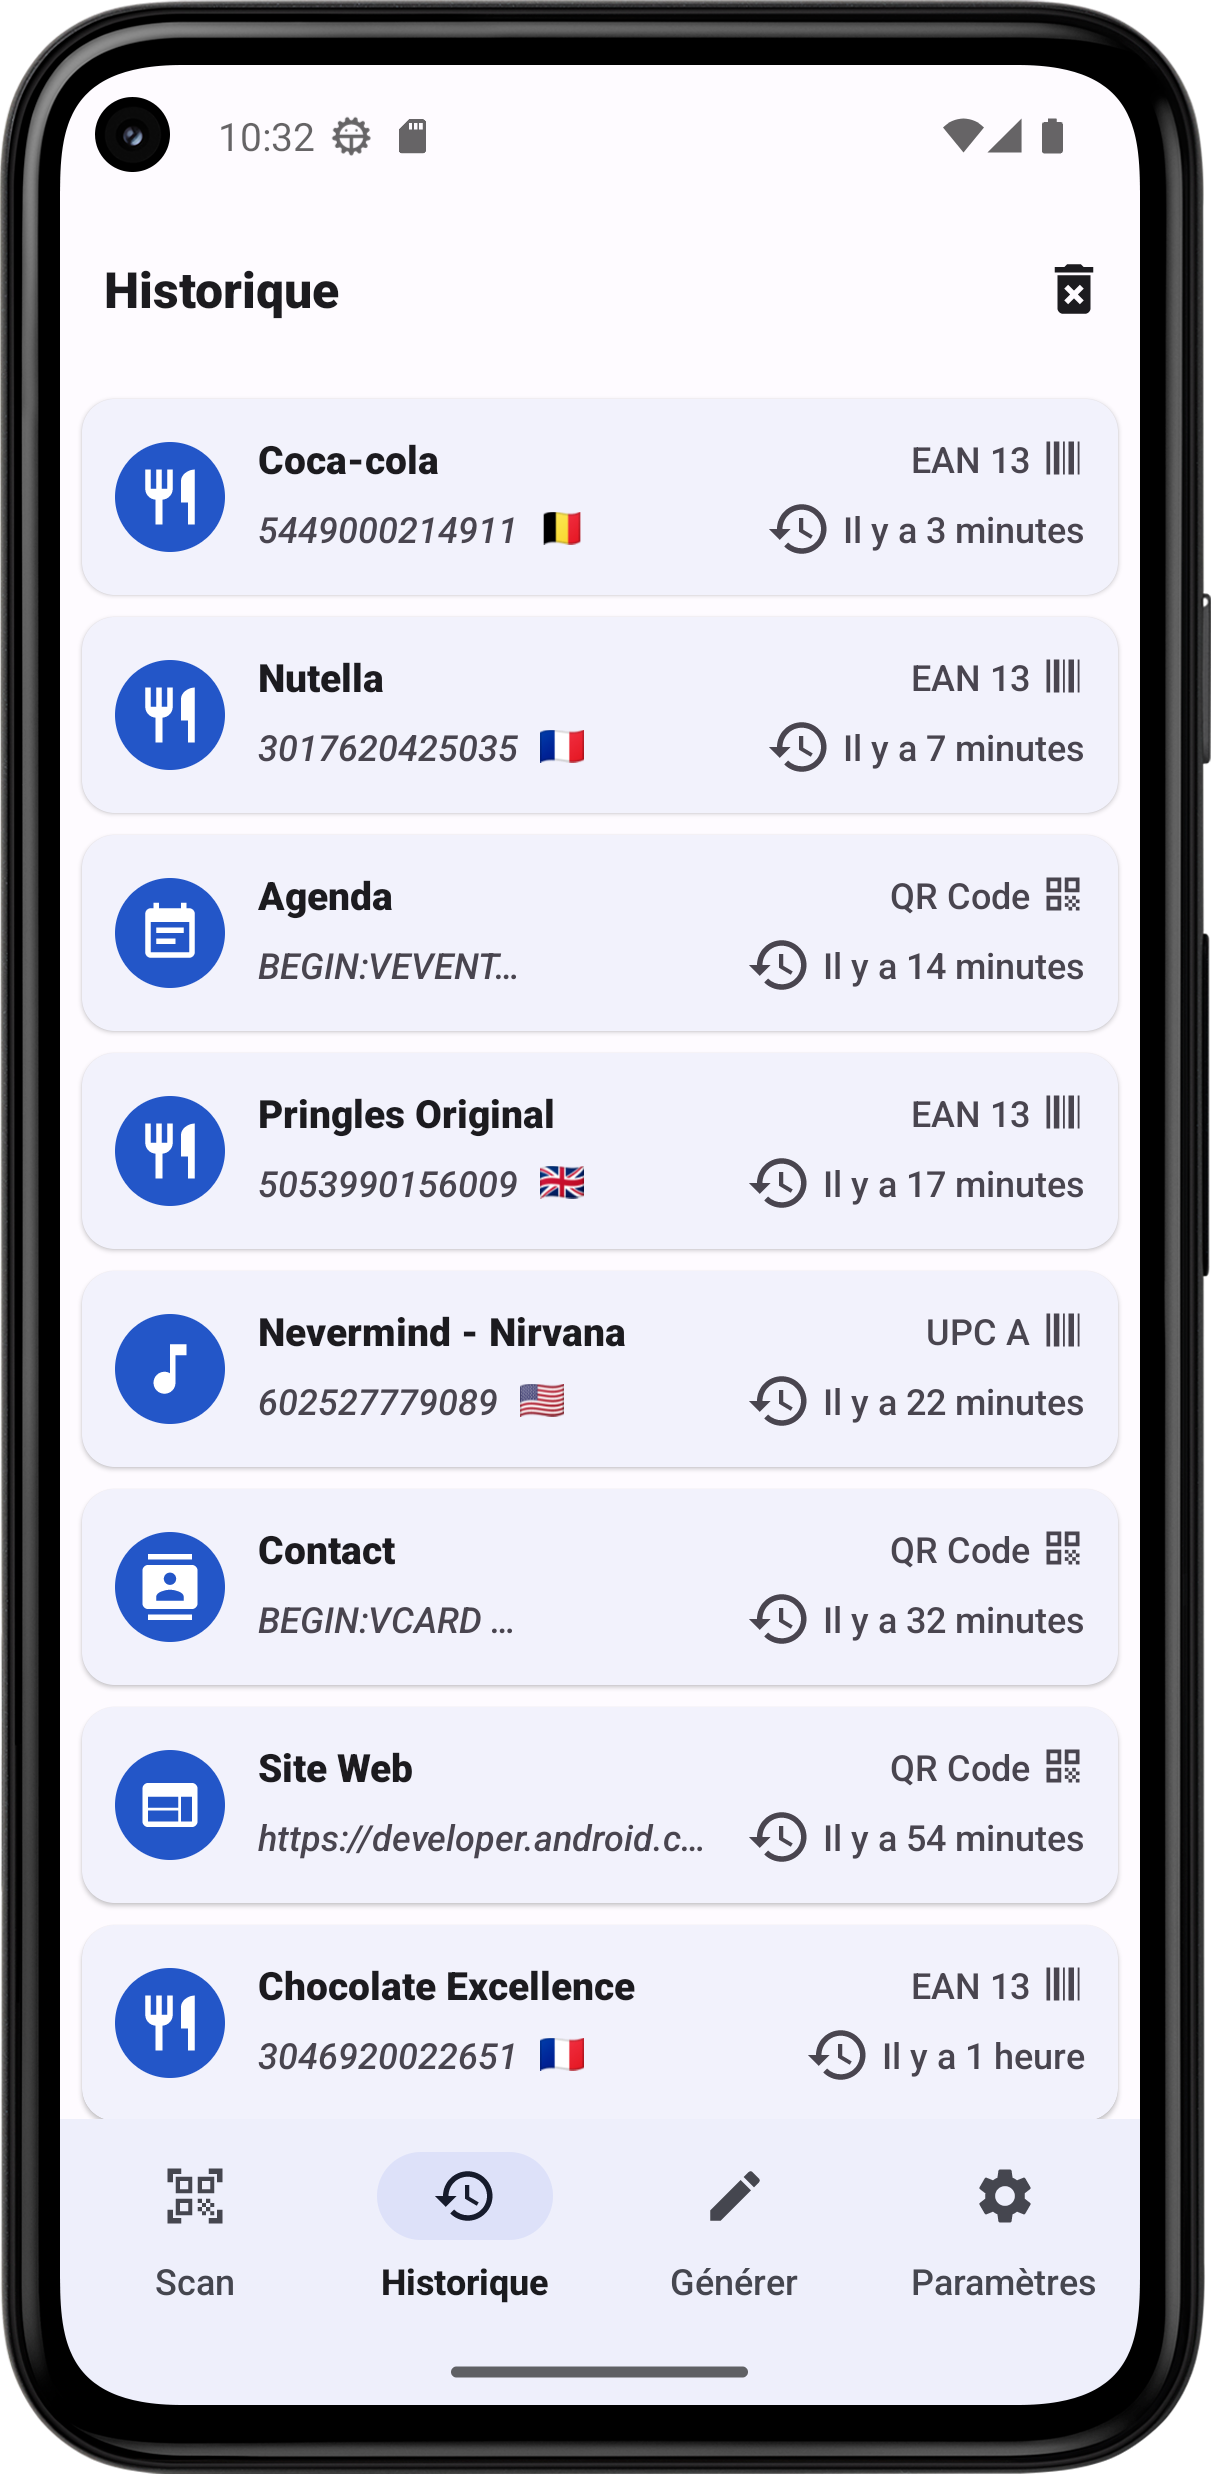 10:32
Historique
Coca-cola EAN 13
5449000214911 Il y a 3 minutes
Nutella EAN 13
3017620425035 Il y a 7 minutes
Agenda QR Code
BEGIN:VEVENT… Il y a 14 minutes
Pringles Original EAN 13
5053990156009 Il y a 17 minutes
Nevermind - Nirvana UPC A
602527779089 Il y a 22 minutes
Contact QR Code
BEGIN:VCARD … Il y a 32 minutes
Site Web QR Code
https://developer.android.c… Il y a 54 minutes
Chocolate Excellence EAN 13
3046920022651 Il y a 1 heure
Scan Historique Générer Paramètres